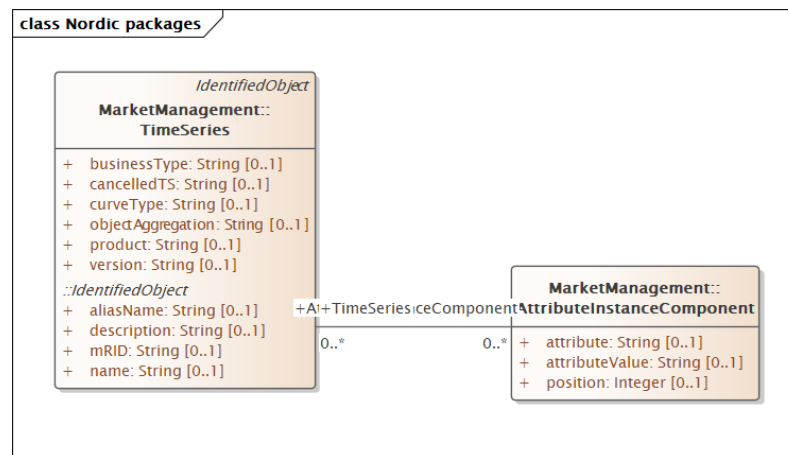 class Nordic packages
IdentifiedObject
MarketManagement::
TimeSeries
+ businessType: String [0..1]
+ cancelledTS: String [0..1]
+ curveType: String [0..1]
+ objectAggregation: String [0..1]
+ product: String [0..1]
+ version: String [0..1]
::IdentifiedObject
+ aliasName: String [0..1]
+ description: String [0..1]
+ mRID: String [0..1]
+ name: String [0..1]
+TimeSeries
0..*
0..*
MarketManagement::
AttributeInstanceComponent
+ attribute: String [0..1]
+ attributeValue: String [0..1]
+ position: Integer [0..1]